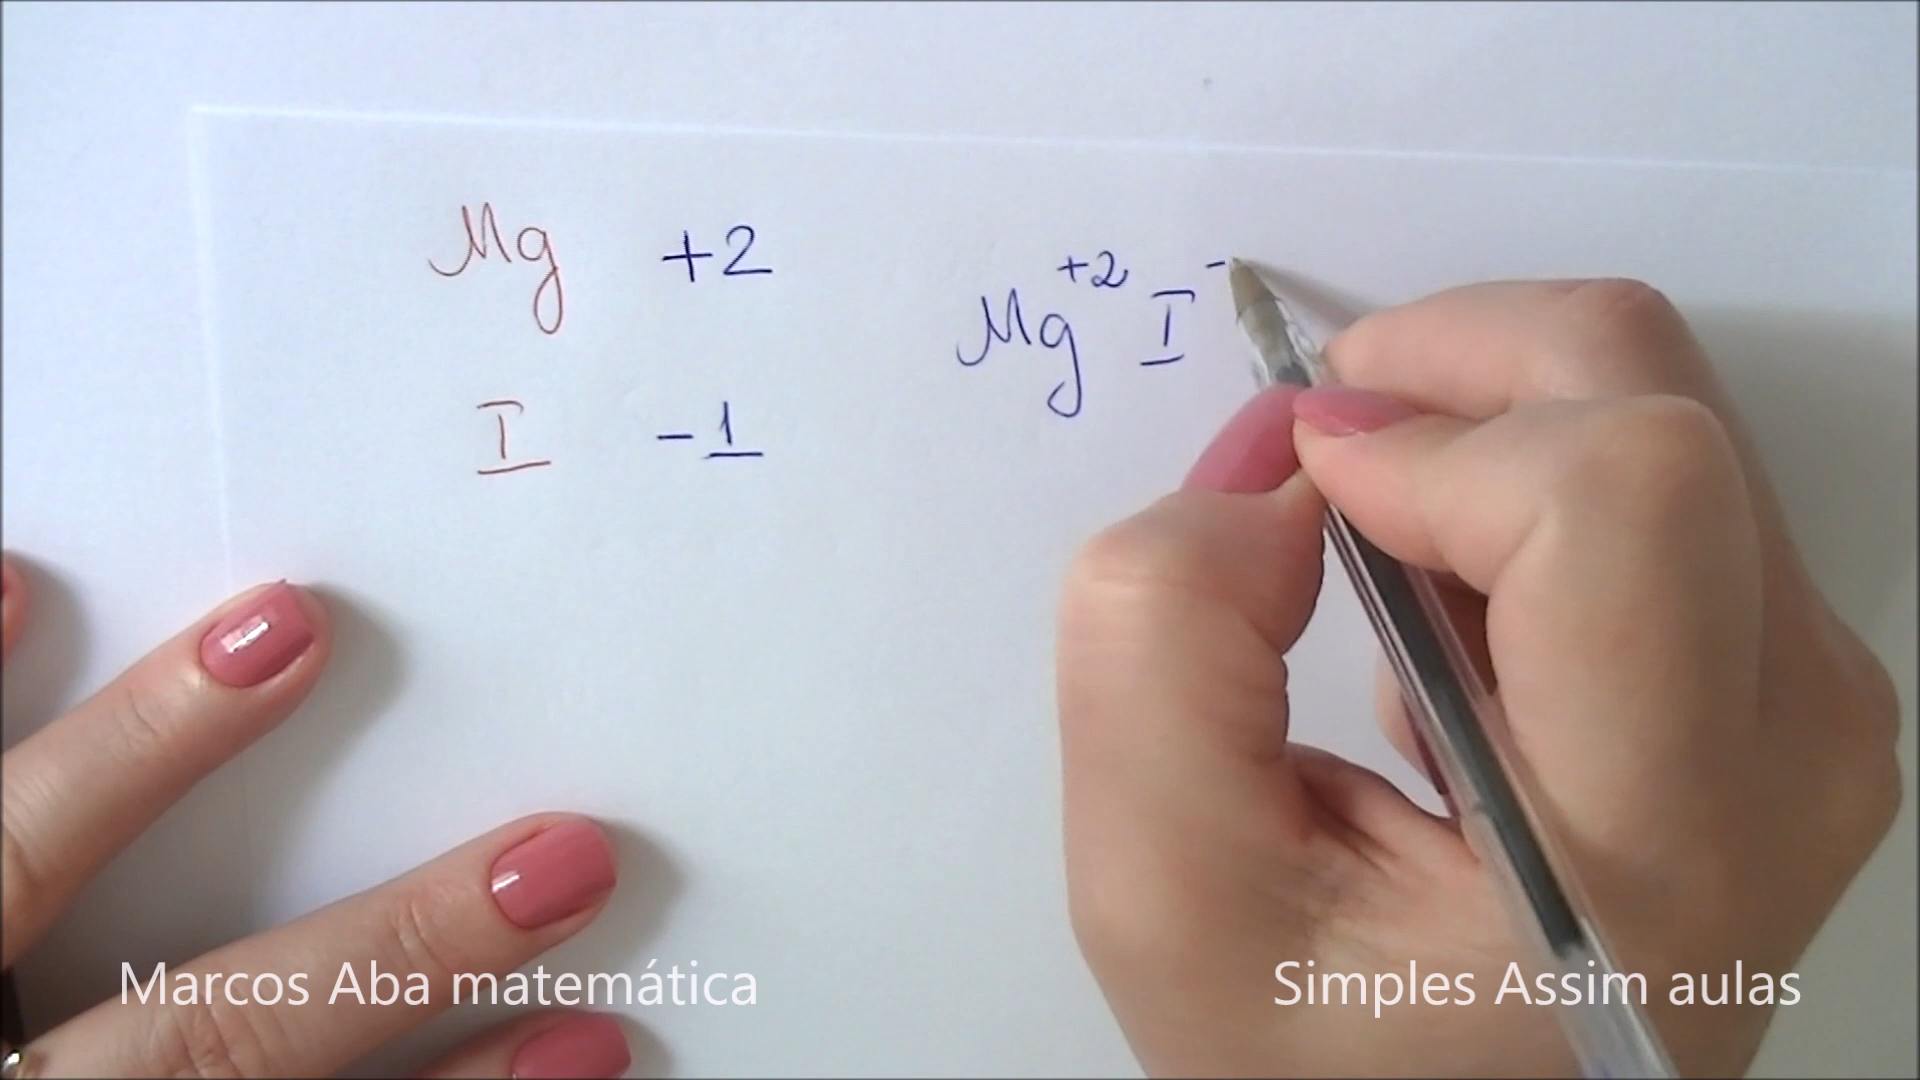 Mg +2
I -1
Mg+2 I-
Marcos Aba matemática
Simples Assim aulas